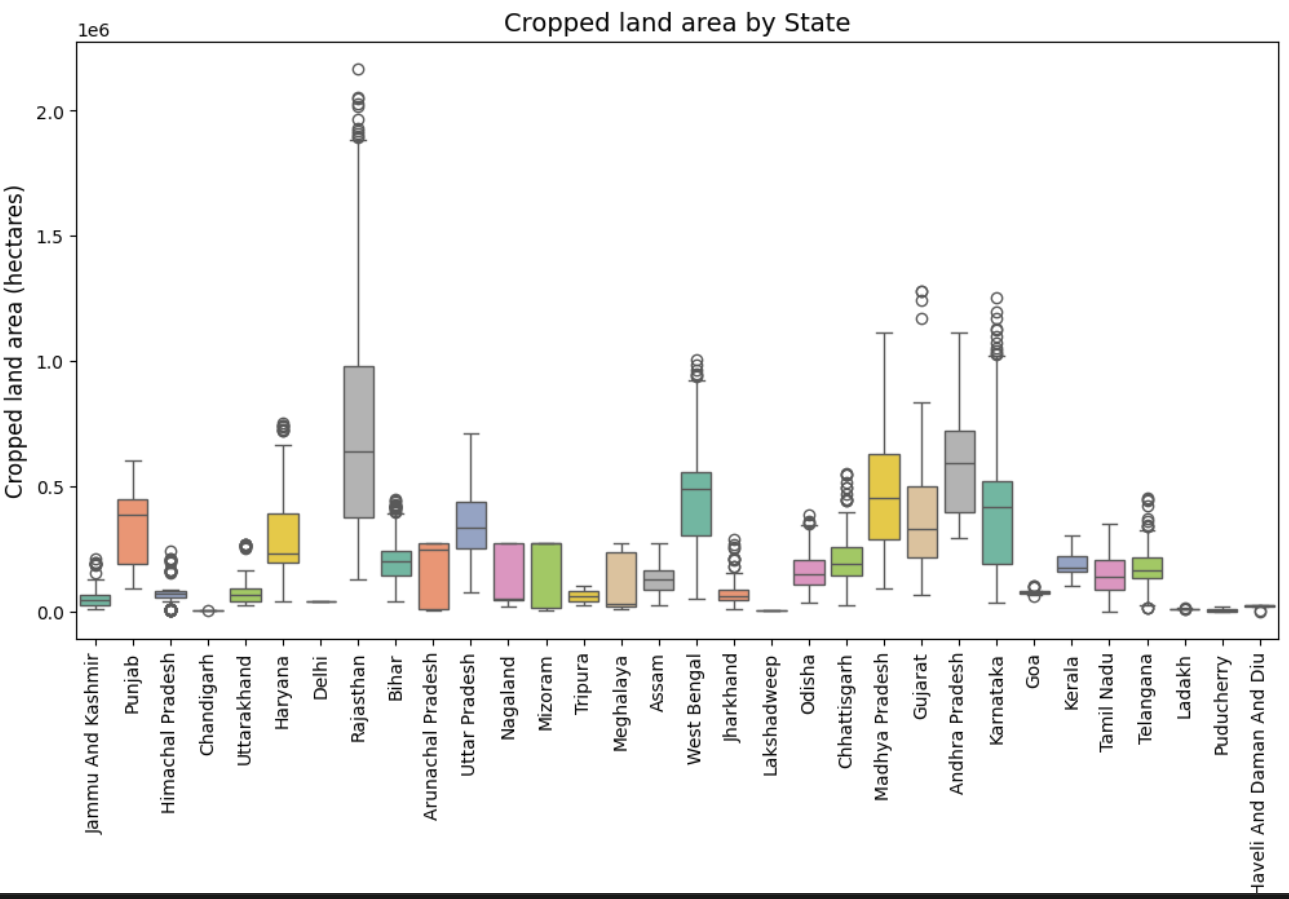 Cropped land area by State
1e6
Cropped land area (hectares)
2.0
1.5
1.0
0.5
0.0
Jammu And Kashmir
Punjab
Himachal Pradesh
Chandigarh
Uttarakhand
Haryana
Delhi
Rajasthan
Bihar
Arunachal Pradesh
Uttar Pradesh
Nagaland
Mizoram
Tripura
Meghalaya
Assam
West Bengal
Jharkhand
Lakshadweep
Odisha
Chhattisgarh
Madhya Pradesh
Gujarat
Andhra Pradesh
Karnataka
Goa
Kerala
Tamil Nadu
Telangana
Ladakh
Puducherry
Haveli And Daman And Diu